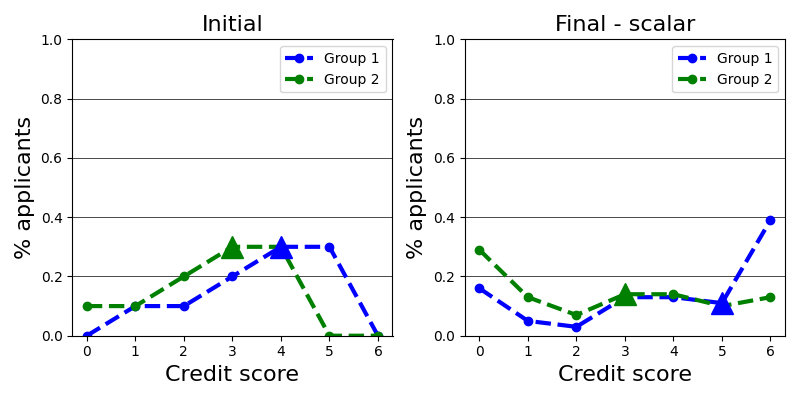 Initial
1.0
0.8
0.6
0.4
0.2
0.0
% applicants
0 1 2 3 4 5 6
Credit score
Group 1
Group 2
Final - scalar
1.0
0.8
0.6
0.4
0.2
0.0
% applicants
0 1 2 3 4 5 6
Credit score
Group 1
Group 2